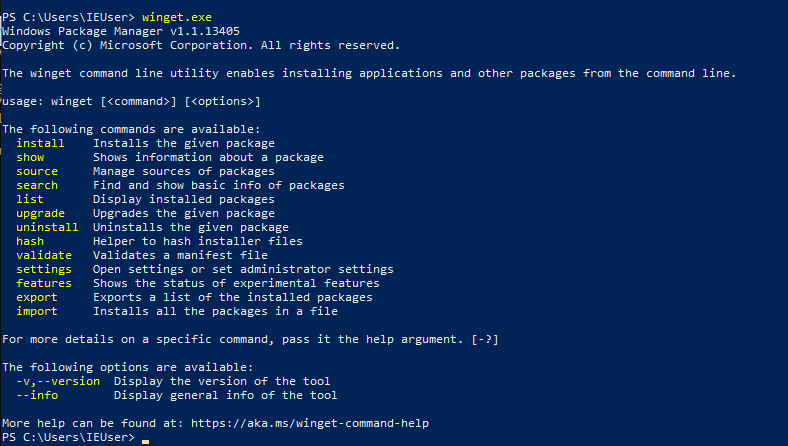 PS C:\Users\IEUser> winget.exe
Windows Package Manager v1.1.13405
Copyright (c) Microsoft Corporation. All rights reserved.
The winget command line utility enables installing applications and other packages from the command line.
usage: winget [<command>] [<options>]
The following commands are available:
install    Installs the given package
show       Shows information about a package
source     Manage sources of packages
search     Find and show basic info of packages
list       Display installed packages
upgrade    Upgrades the given package
uninstall  Uninstalls the given package
hash       Helper to hash installer files
validate   Validates a manifest file
settings   Open settings or set administrator settings
features   Shows the status of experimental features
export     Exports a list of the installed packages
import     Installs all the packages in a file
For more details on a specific command, pass it the help argument. [-?]
The following options are available:
-v,--version  Display the version of the tool
--info        Display general info of the tool
More help can be found at: https://aka.ms/winget-command-help
PS C:\Users\IEUser>